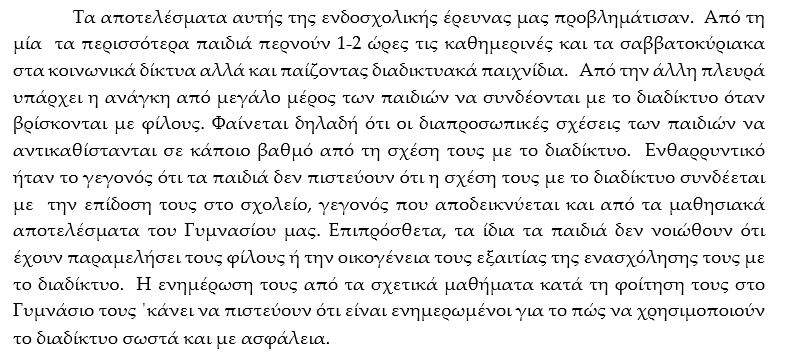 Τα αποτελέσματα αυτής της ενδοσχολικής έρευνας μας προβλημάτισαν. Από τη
μία τα περισσότερα παιδιά περνούν 1-2 ώρες τις καθημερινές και τα σαββατοκύριακα
στα κοινωνικά δίκτυα αλλά και παίζοντας διαδικτυακά παιχνίδια. Από την άλλη πλευρά
υπάρχει η ανάγκη από μεγάλο μέρος των παιδιών να συνδέονται με το διαδίκτυο όταν
βρίσκονται με φίλους. Φαίνεται δηλαδή ότι οι διαπροσωπικές σχέσεις των παιδιών να
αντικαθίστανται σε κάποιο βαθμό από τη σχέση τους με το διαδίκτυο. Ενθαρρυντικό
ήταν το γεγονός ότι τα παιδιά δεν πιστεύουν ότι η σχέση τους με το διαδίκτυο συνδέεται
με την επίδοση τους στο σχολείο, γεγονός που αποδεικνύεται και από τα μαθησιακά
αποτελέσματα του Γυμνασίου μας. Επιπρόσθετα, τα ίδια τα παιδιά δεν νοιώθουν ότι
έχουν παραμελήσει τους φίλους ή την οικογένεια τους εξαιτίας της ενασχόλησης τους με
το διαδίκτυο. Η ενημέρωση τους από τα σχετικά μαθήματα κατά τη φοίτηση τους στο
Γυμνάσιο τους ΄κάνει να πιστεύουν ότι είναι ενημερωμένοι για το πώς να χρησιμοποιούν
το διαδίκτυο σωστά και με ασφάλεια.